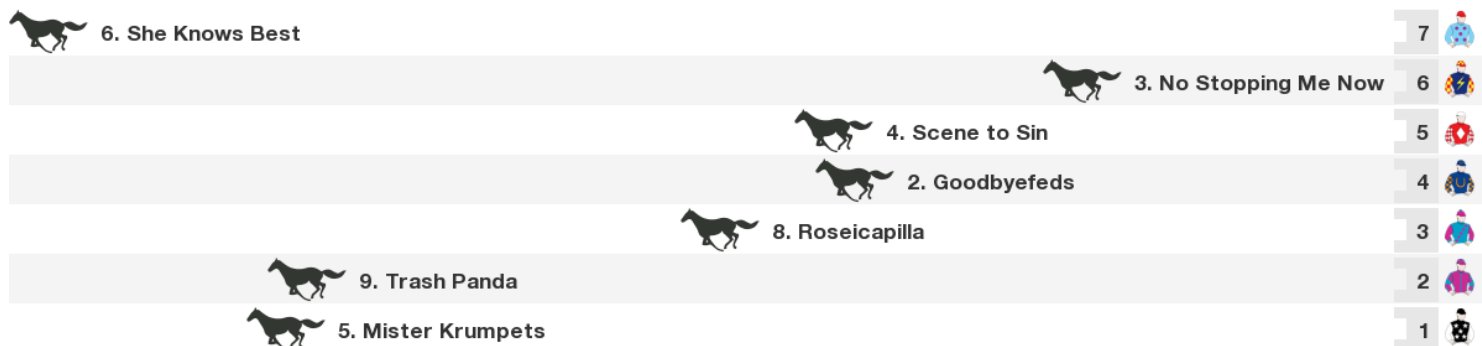 6. She Knows Best 7
3. No Stopping Me Now 6
4. Scene to Sin 5
2. Goodbyefeds 4
8. Roseicapilla 3
9. Trash Panda 2
5. Mister Krumpets 1